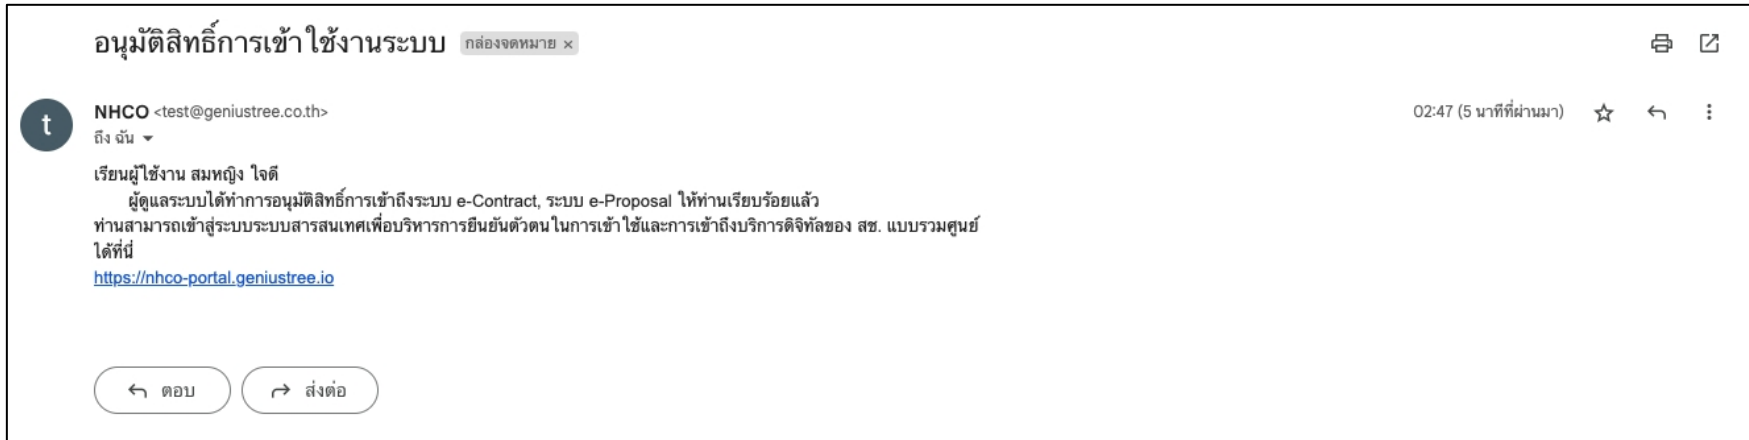 อนุมัติสิทธิ์การเข้าใช้งานระบบ กล่องจดหมาย ×
t
NHCO <test@geniustree.co.th> 02:47 (5 นาทีที่ผ่านมา)
ถึง ฉัน
เรียนผู้ใช้งาน สมหญิง ใจดี
ผู้ดูแลระบบได้ทำการอนุมัติสิทธิ์การเข้าถึงระบบ e-Contract, ระบบ e-Proposal ให้ท่านเรียบร้อยแล้ว
ท่านสามารถเข้าสู่ระบบระบบสารสนเทศเพื่อบริหารการยืนยันตัวตนในการเข้าใช้และการเข้าถึงบริการดิจิทัลของ สช. แบบรวมศูนย์
ได้ที่นี่
https://nhco-portal.geniustree.io
ตอบ ส่งต่อ